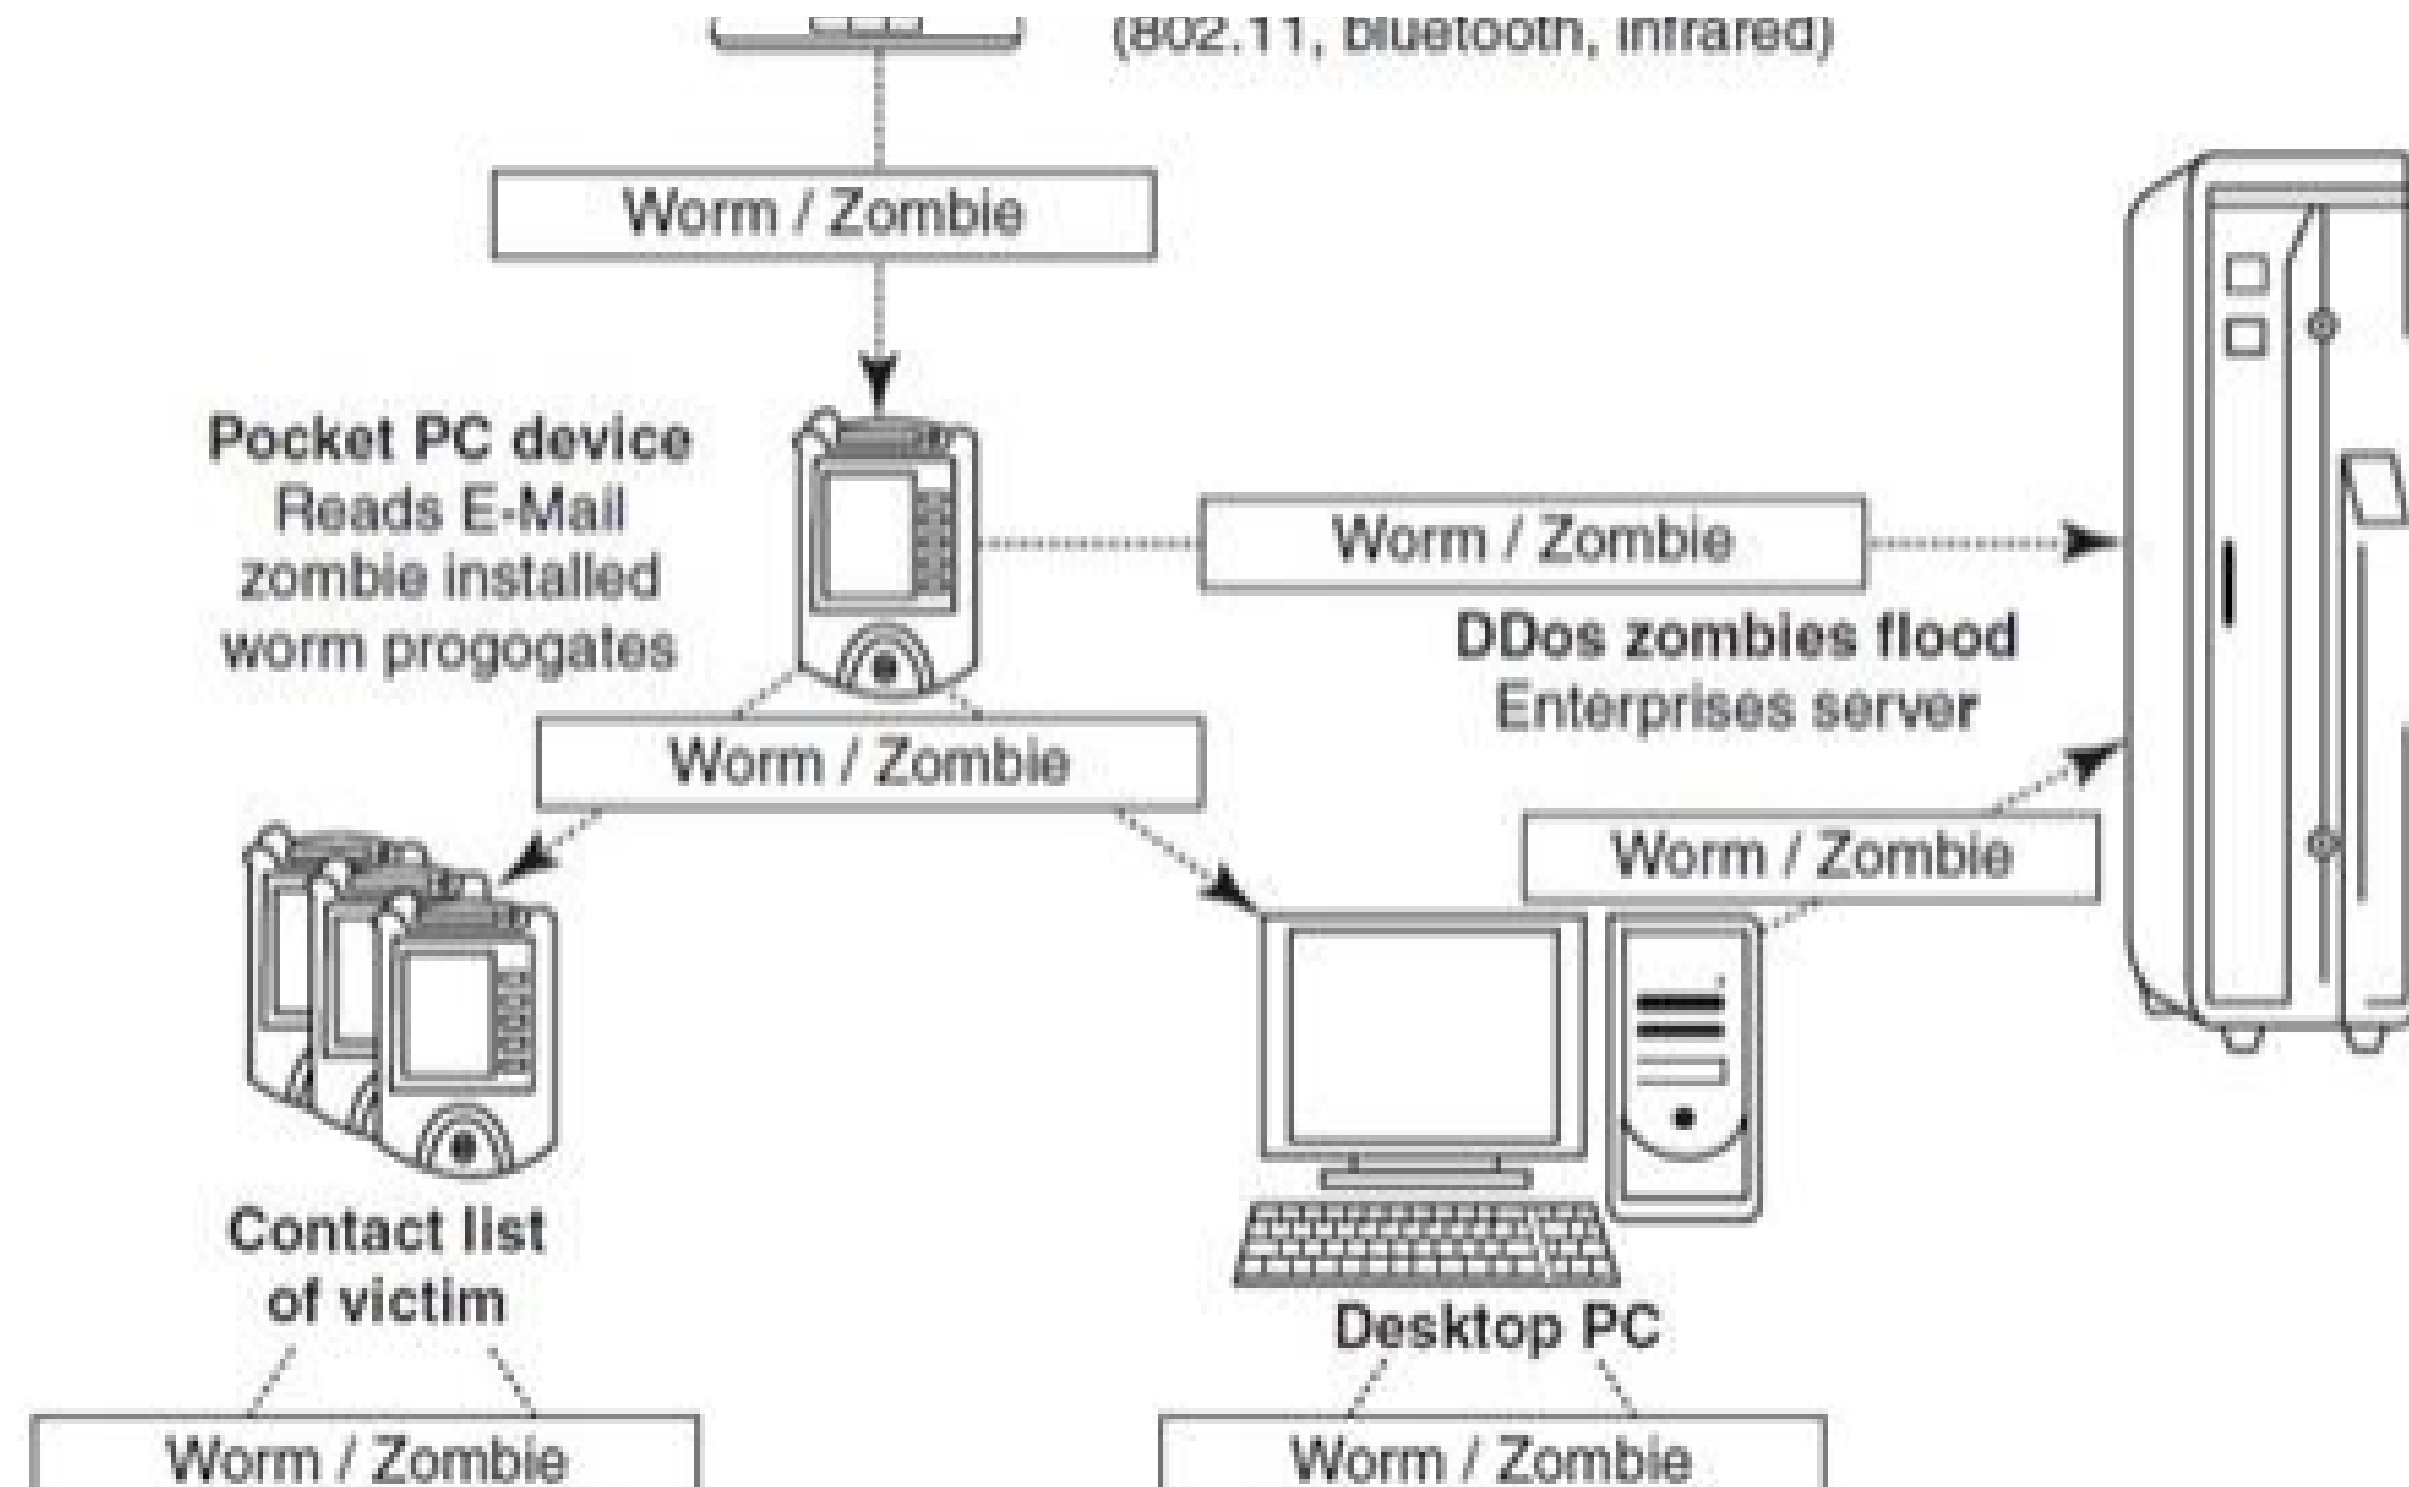 (802.11, bluetooth, infrared)
Worm / Zombie
Pocket PC device
Reads E-Mail
zombie installed
worm progogates
Worm / Zombie
DDos zombies flood
Enterprises server
Worm / Zombie
Worm / Zombie
Contact list
of victim
Desktop PC
Worm / Zombie
Worm / Zombie